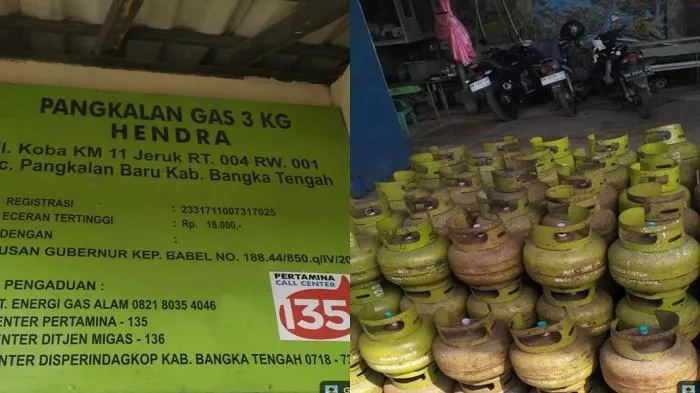 PANGKALAN GAS 3 KG
HENDRA
l. Koba KM 11 Jeruk RT. 004 RW. 001
c. Pangkalan Baru Kab. Bangka Tengah
REGISTRASI : 2331711007317025
ECERAN TERTINGGI : Rp. 18.000,-
DENGAN :
USAN GUBERNUR KEP. BABEL NO. 188.44/850.q/IV/20
PENGADUAN :
T. ENERGI GAS ALAM 0821 8035 4046
ENTER PERTAMINA - 135
ENTER DITJEN MIGAS - 136
ENTER DISPERINDAGKOP KAB. BANGKA TENGAH 0718 - 7
PERTAMINA
CALL CENTER
135